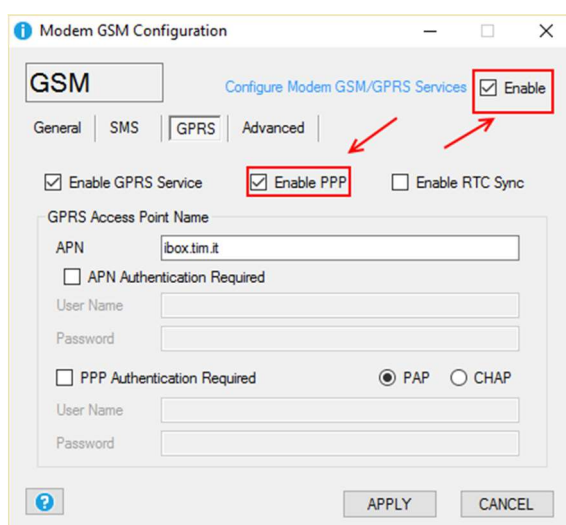 Modem GSM Configuration
GSM
Configure Modem GSM/GPRS Services
Enable
General SMS GPRS Advanced
Enable GPRS Service Enable PPP Enable RTC Sync
GPRS Access Point Name
APN ibox.tim.it
APN Authentication Required
User Name
Password
PPP Authentication Required PAP CHAP
User Name
Password
APPLY CANCEL